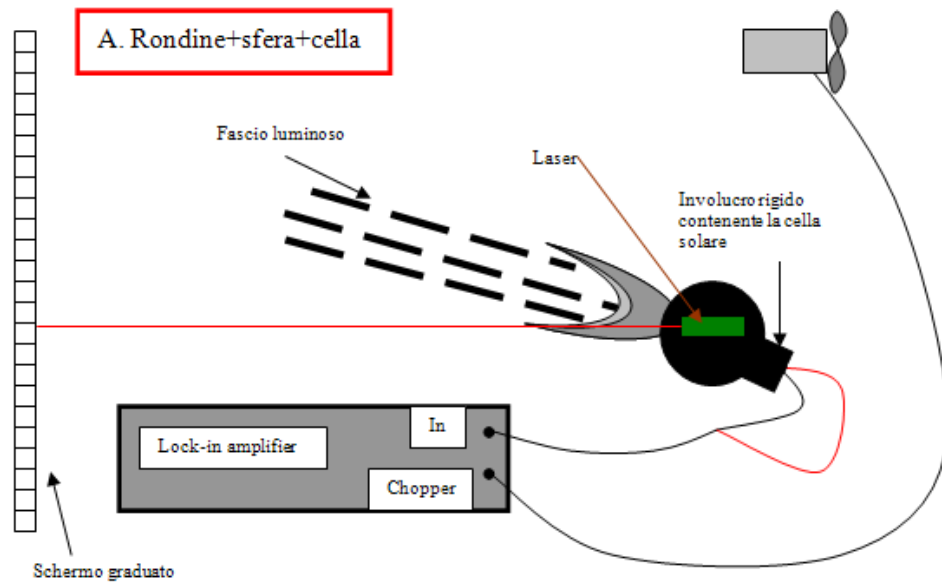 A. Rondine+sfera+cella
Fascio luminoso
Laser
Involucro rigido
contenente la cella
solare
In
Lock-in amplifier
Chopper
Schermo graduato